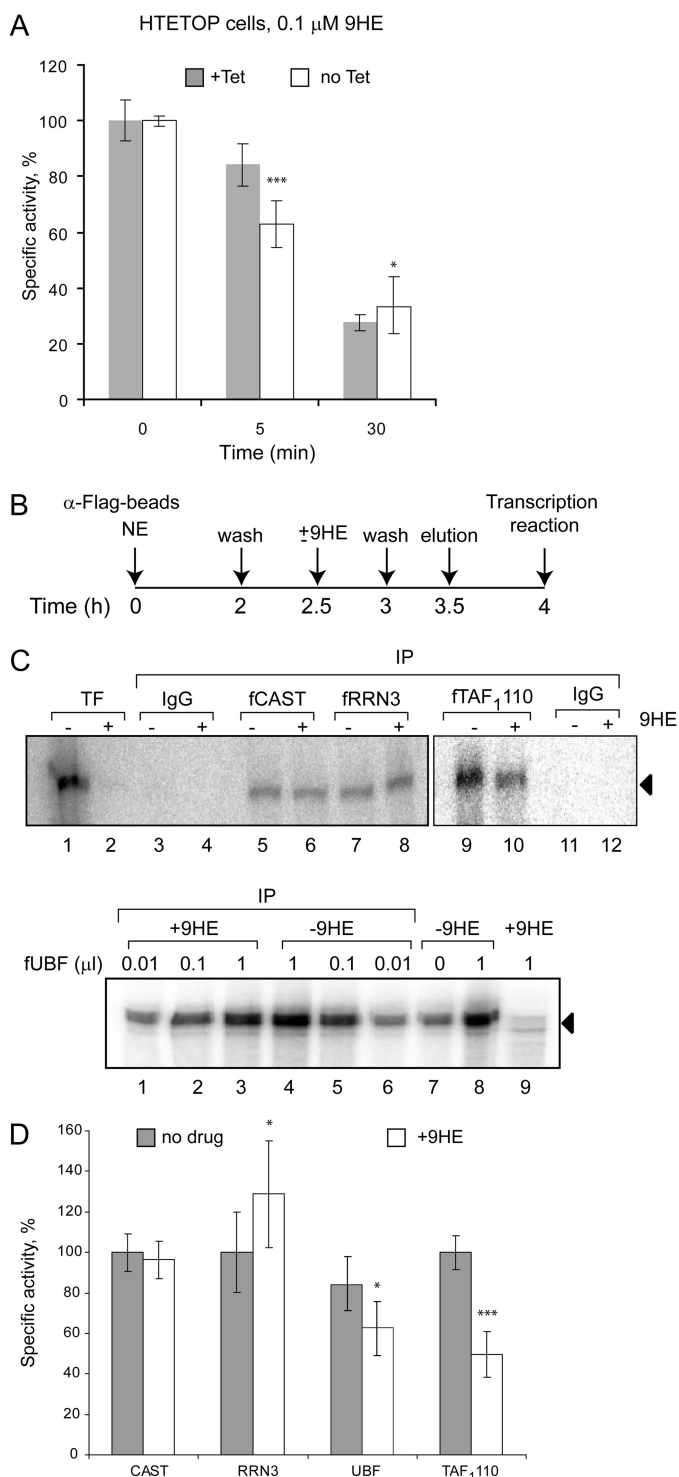 A
HTETOP cells, 0.1 µM 9HE
+Tet no Tet
Specific activity, %
120
100
80
60
40
20
0
***
*
0 5 30
Time (min)
B
α-Flag-beads
NE
wash
±9HE
wash
elution
Transcription
reaction
Time (h) 0 2 2.5 3 3.5 4
C
IP
TF IgG fCAST fRRN3 fTAF₁110 IgG
- + - + - + - + - + - + 9HE
1 2 3 4 5 6 7 8 9 10 11 12
IP
+9HE -9HE -9HE +9HE
fUBF (µl) 0.01 0.1 1 1 0.1 0.01 0 1 1
1 2 3 4 5 6 7 8 9
D
no drug +9HE
Specific activity, %
160
140
120
100
80
60
40
20
0
*
*
***
CAST RRN3 UBF TAF₁110